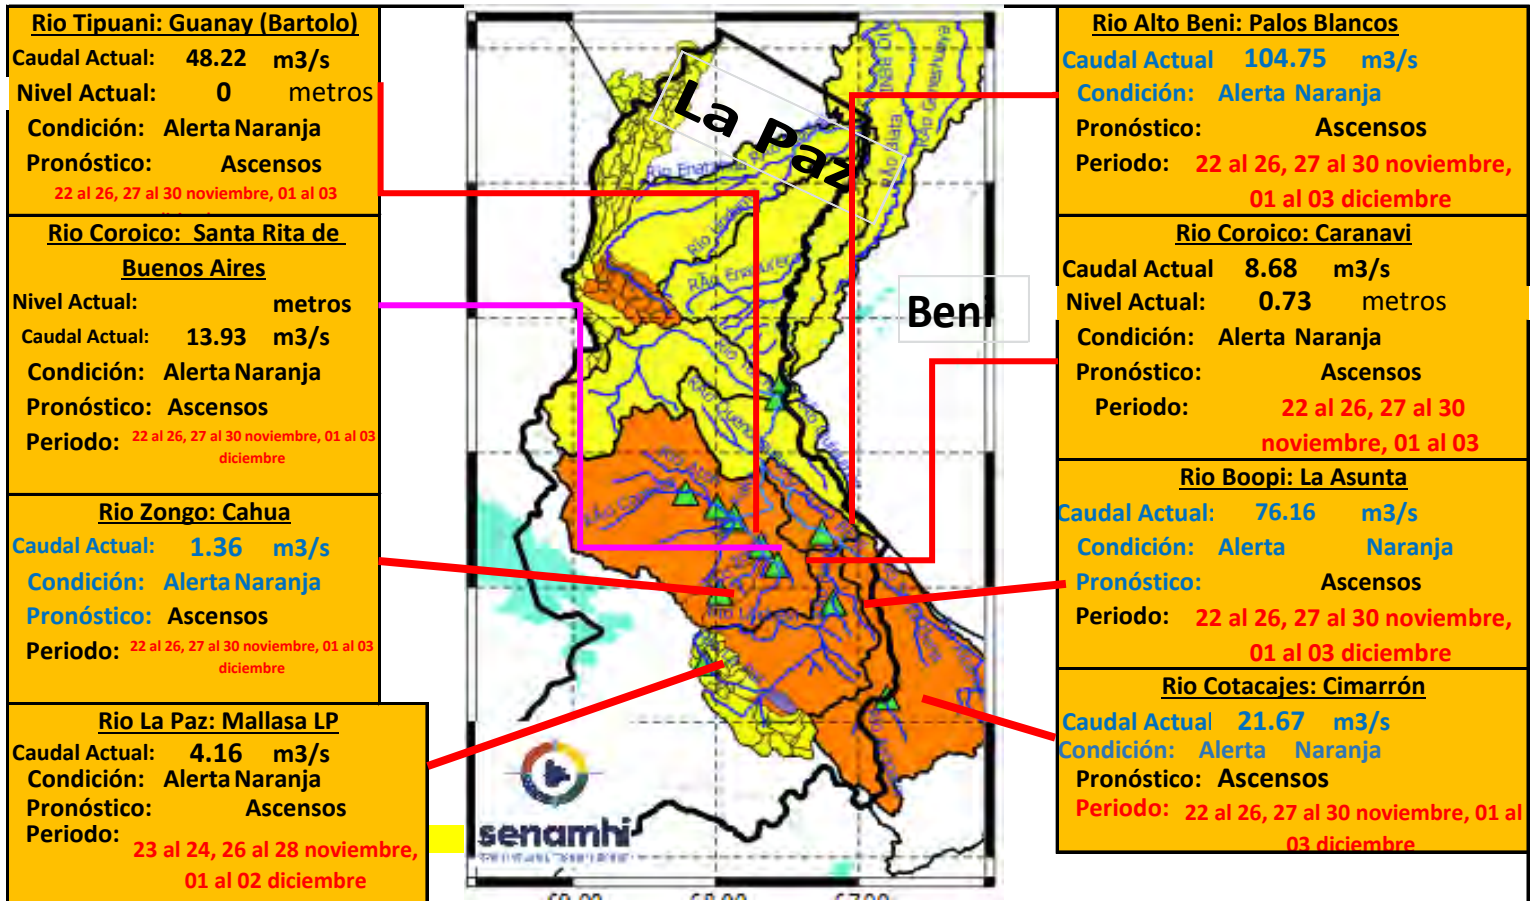 Rio Tipuani: Guanay (Bartolo)
Caudal Actual: 48.22 m3/s
Nivel Actual: 0 metros
Condición: Alerta Naranja
Pronóstico: Ascensos
22 al 26, 27 al 30 noviembre, 01 al 03
Rio Coroico: Santa Rita de
Buenos Aires
Nivel Actual: metros
Caudal Actual: 13.93 m3/s
Condición: Alerta Naranja
Pronóstico: Ascensos
Periodo: 22 al 26, 27 al 30 noviembre, 01 al 03
diciembre
Rio Zongo: Cahua
Caudal Actual: 1.36 m3/s
Condición: Alerta Naranja
Pronóstico: Ascensos
Periodo: 22 al 26, 27 al 30 noviembre, 01 al 03
diciembre
Rio La Paz: Mallasa LP
Caudal Actual: 4.16 m3/s
Condición: Alerta Naranja
Pronóstico: Ascensos
Periodo:
23 al 24, 26 al 28 noviembre,
01 al 02 diciembre
La Paz
Beni
senamhi
Rio Alto Beni: Palos Blancos
Caudal Actual 104.75 m3/s
Condición: Alerta Naranja
Pronóstico: Ascensos
Periodo: 22 al 26, 27 al 30 noviembre,
01 al 03 diciembre
Rio Coroico: Caranavi
Caudal Actual 8.68 m3/s
Nivel Actual: 0.73 metros
Condición: Alerta Naranja
Pronóstico: Ascensos
Periodo: 22 al 26, 27 al 30
noviembre, 01 al 03
Rio Boopi: La Asunta
Caudal Actual: 76.16 m3/s
Condición: Alerta Naranja
Pronóstico: Ascensos
Periodo: 22 al 26, 27 al 30 noviembre,
01 al 03 diciembre
Rio Cotacajes: Cimarrón
Caudal Actual 21.67 m3/s
Condición: Alerta Naranja
Pronóstico: Ascensos
Periodo: 22 al 26, 27 al 30 noviembre, 01 al
03 diciembre